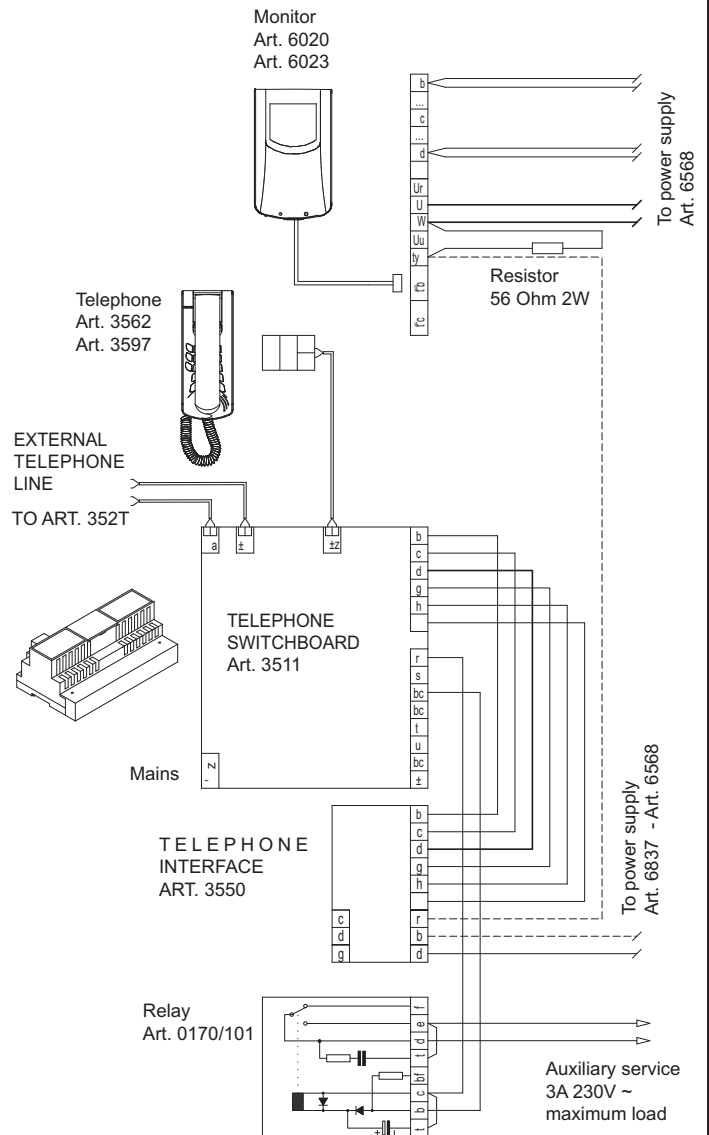 Monitor
Art. 6020
Art. 6023
b
...
c
...
d
Ur
U
W
Uu
ty
To power supply
Art. 6568
Resistor
56 Ohm 2W
Telephone
Art. 3562
Art. 3597
EXTERNAL
TELEPHONE
LINE
TO ART. 352T
a
±
±z
b
c
d
g
h
r
s
bc
bc
t
u
bc
±
TELEPHONE
SWITCHBOARD
Art. 3511
Mains
z
TELEPHONE
INTERFACE
ART. 3550
b
c
d
g
h
r
b
d
c
d
g
To power supply
Art. 6837 - Art. 6568
Relay
Art. 0170/101
f
e
d
t
bf
c
b
t
Auxiliary service
3A 230V ~
maximum load